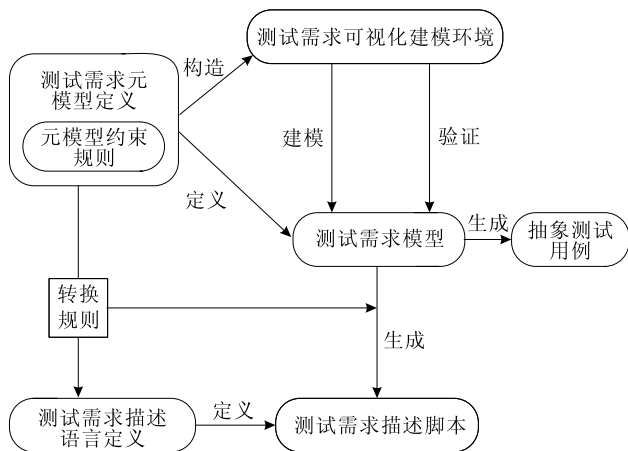 测试需求可视化建模环境
构造
测试需求元
模型定义
元模型约束
规则
建模
验证
定义
测试需求模型
生成
抽象测试
用例
转换
规则
生成
测试需求描述
语言定义
定义
测试需求描述脚本